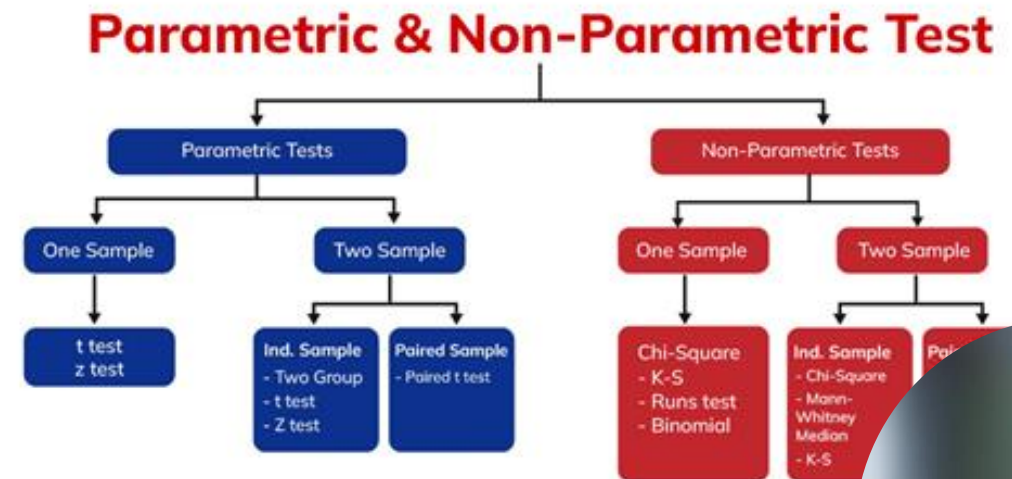 Parametric & Non-Parametric Test
Parametric Tests
Non-Parametric Tests
One Sample
Two Sample
One Sample
Two Sample
t test
z test
Ind. Sample
- Two Group
- t test
- Z test
Paired Sample
- Paired t test
Chi-Square
- K-S
- Runs test
- Binomial
Ind. Sample
- Chi-Square
- Mann-
Whitney
Median
- K-S